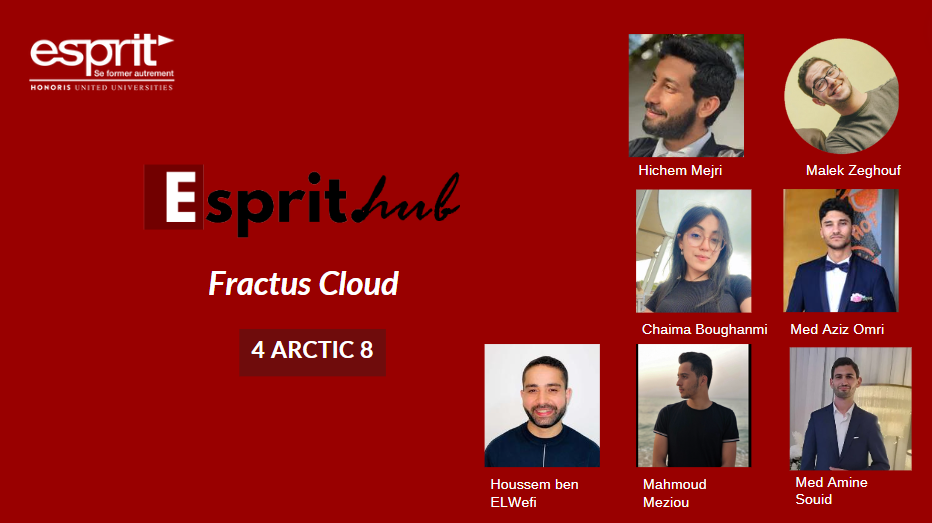 esprit
Se former autrement
HONORIS UNITED UNIVERSITIES
Esprit.hub
Fractus Cloud
4 ARCTIC 8
Hichem Mejri
Malek Zeghouf
Chaima Boughanmi
Med Aziz Omri
Houssem ben
ELWefi
Mahmoud
Meziou
Med Amine
Souid